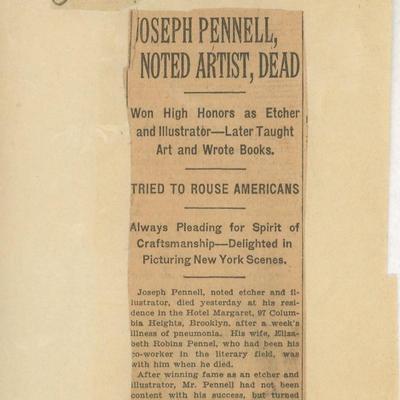 JOSEPH PENNELL,
NOTED ARTIST, DEAD
Won High Honors as Etcher
and Illustrator—Later Taught
Art and Wrote Books.
TRIED TO ROUSE AMERICANS
Always Pleading for Spirit of
Craftsmanship—Delighted in
Picturing New York Scenes.
Joseph Pennell, noted etcher and il-
lustrator, died yesterday at his resi-
dence in the Hotel Margaret, 97 Colum-
bia Heights, Brooklyn, after a week's
illness of pneumonia. His wife, Eliza-
beth Robins Pennel, who had been his
co-worker in the literary field, was
with him when he died.
After winning fame as an etcher and
illustrator, Mr. Pennell had not been
content with his success, but turned